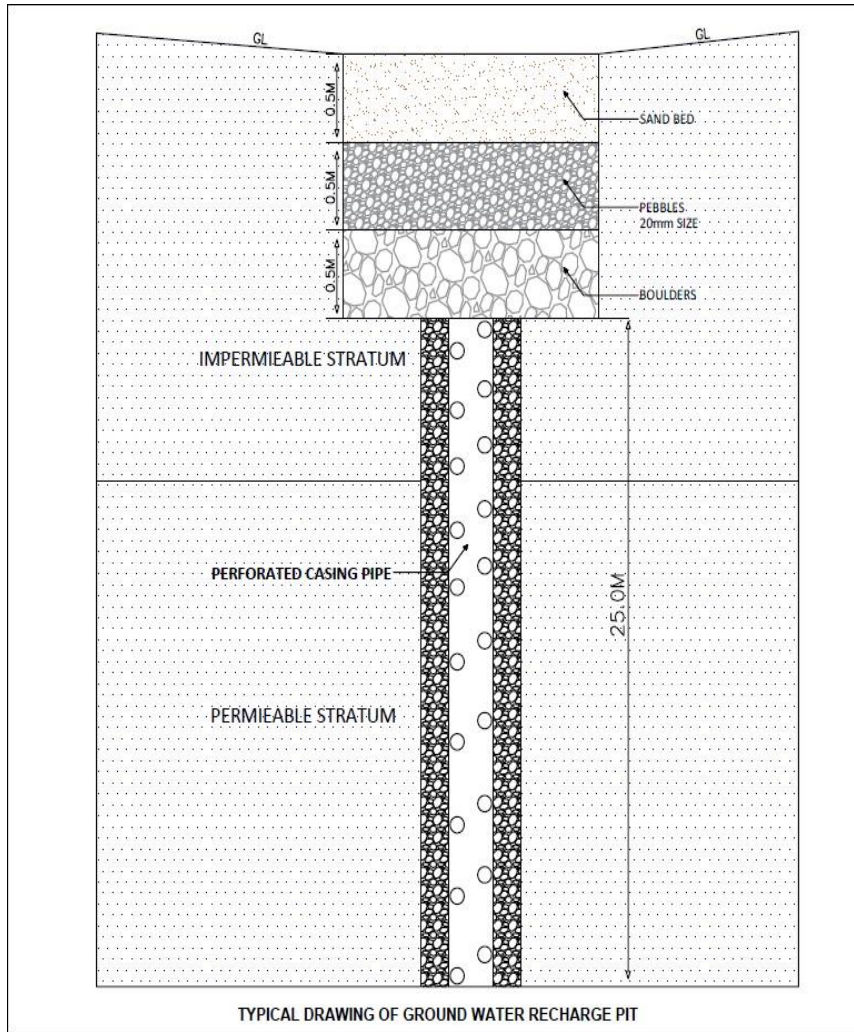 GL
GL
0.5M
SAND BED
0.5M
PEBBLES
20mm SIZE
0.5M
BOULDERS
IMPERMIEABLE STRATUM
PERFORATED CASING PIPE
25.0M
PERMIEABLE STRATUM
TYPICAL DRAWING OF GROUND WATER RECHARGE PIT